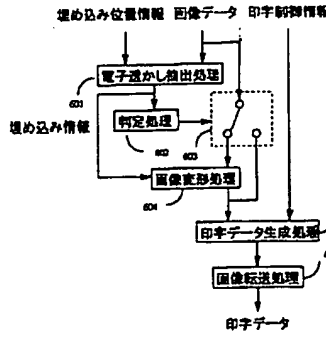 埋め込み位置情報 画像データ 印字制御情報
電子透かし抽出処理
601
判定処理
埋め込み情報
602
603
画像変形処理
604
印字データ生成処理
画像転送処理
印字データ